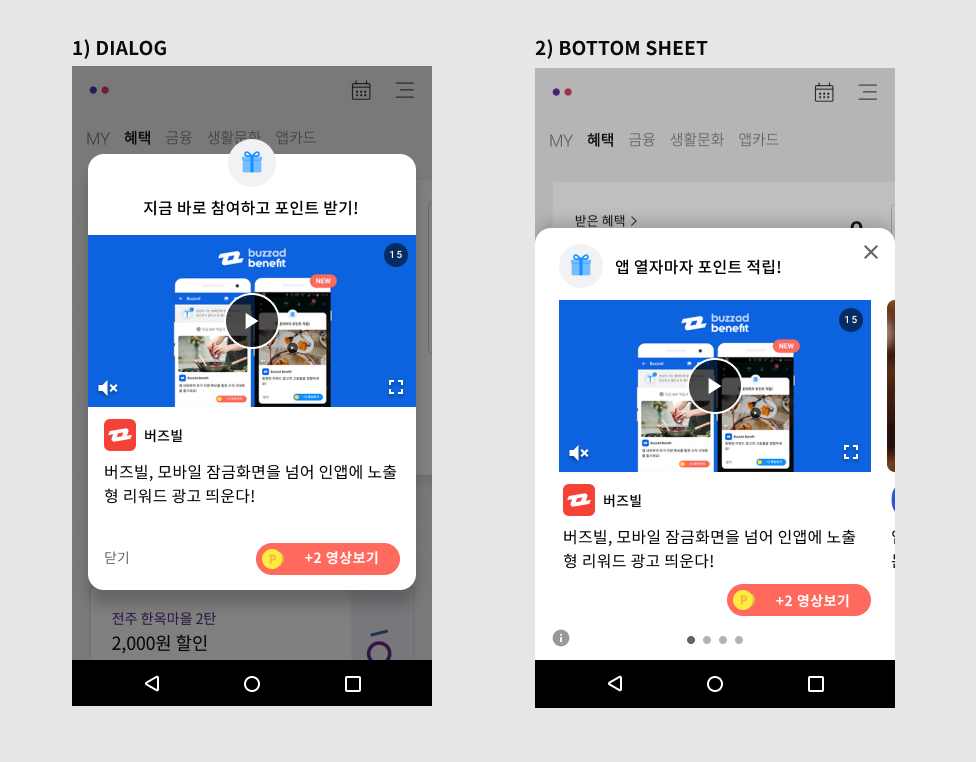 1) DIALOG
MY 혜택 금융 생활문화 앱카드
지금 바로 참여하고 포인트 받기!
buzzad
benefit
15
NEW
Buzzvil
버즈빌
버즈빌, 모바일 잠금화면을 넘어 인앱에 노출
형 리워드 광고 띄운다!
닫기
P +2 영상보기
전주 한옥마을 2탄
2,000원 할인
2) BOTTOM SHEET
MY 혜택 금융 생활문화 앱카드
받은 혜택 >
앱 열자마자 포인트 적립!
buzzad
benefit
15
NEW
Buzzvil
버즈빌
버즈빌, 모바일 잠금화면을 넘어 인앱에 노출
형 리워드 광고 띄운다!
P +2 영상보기